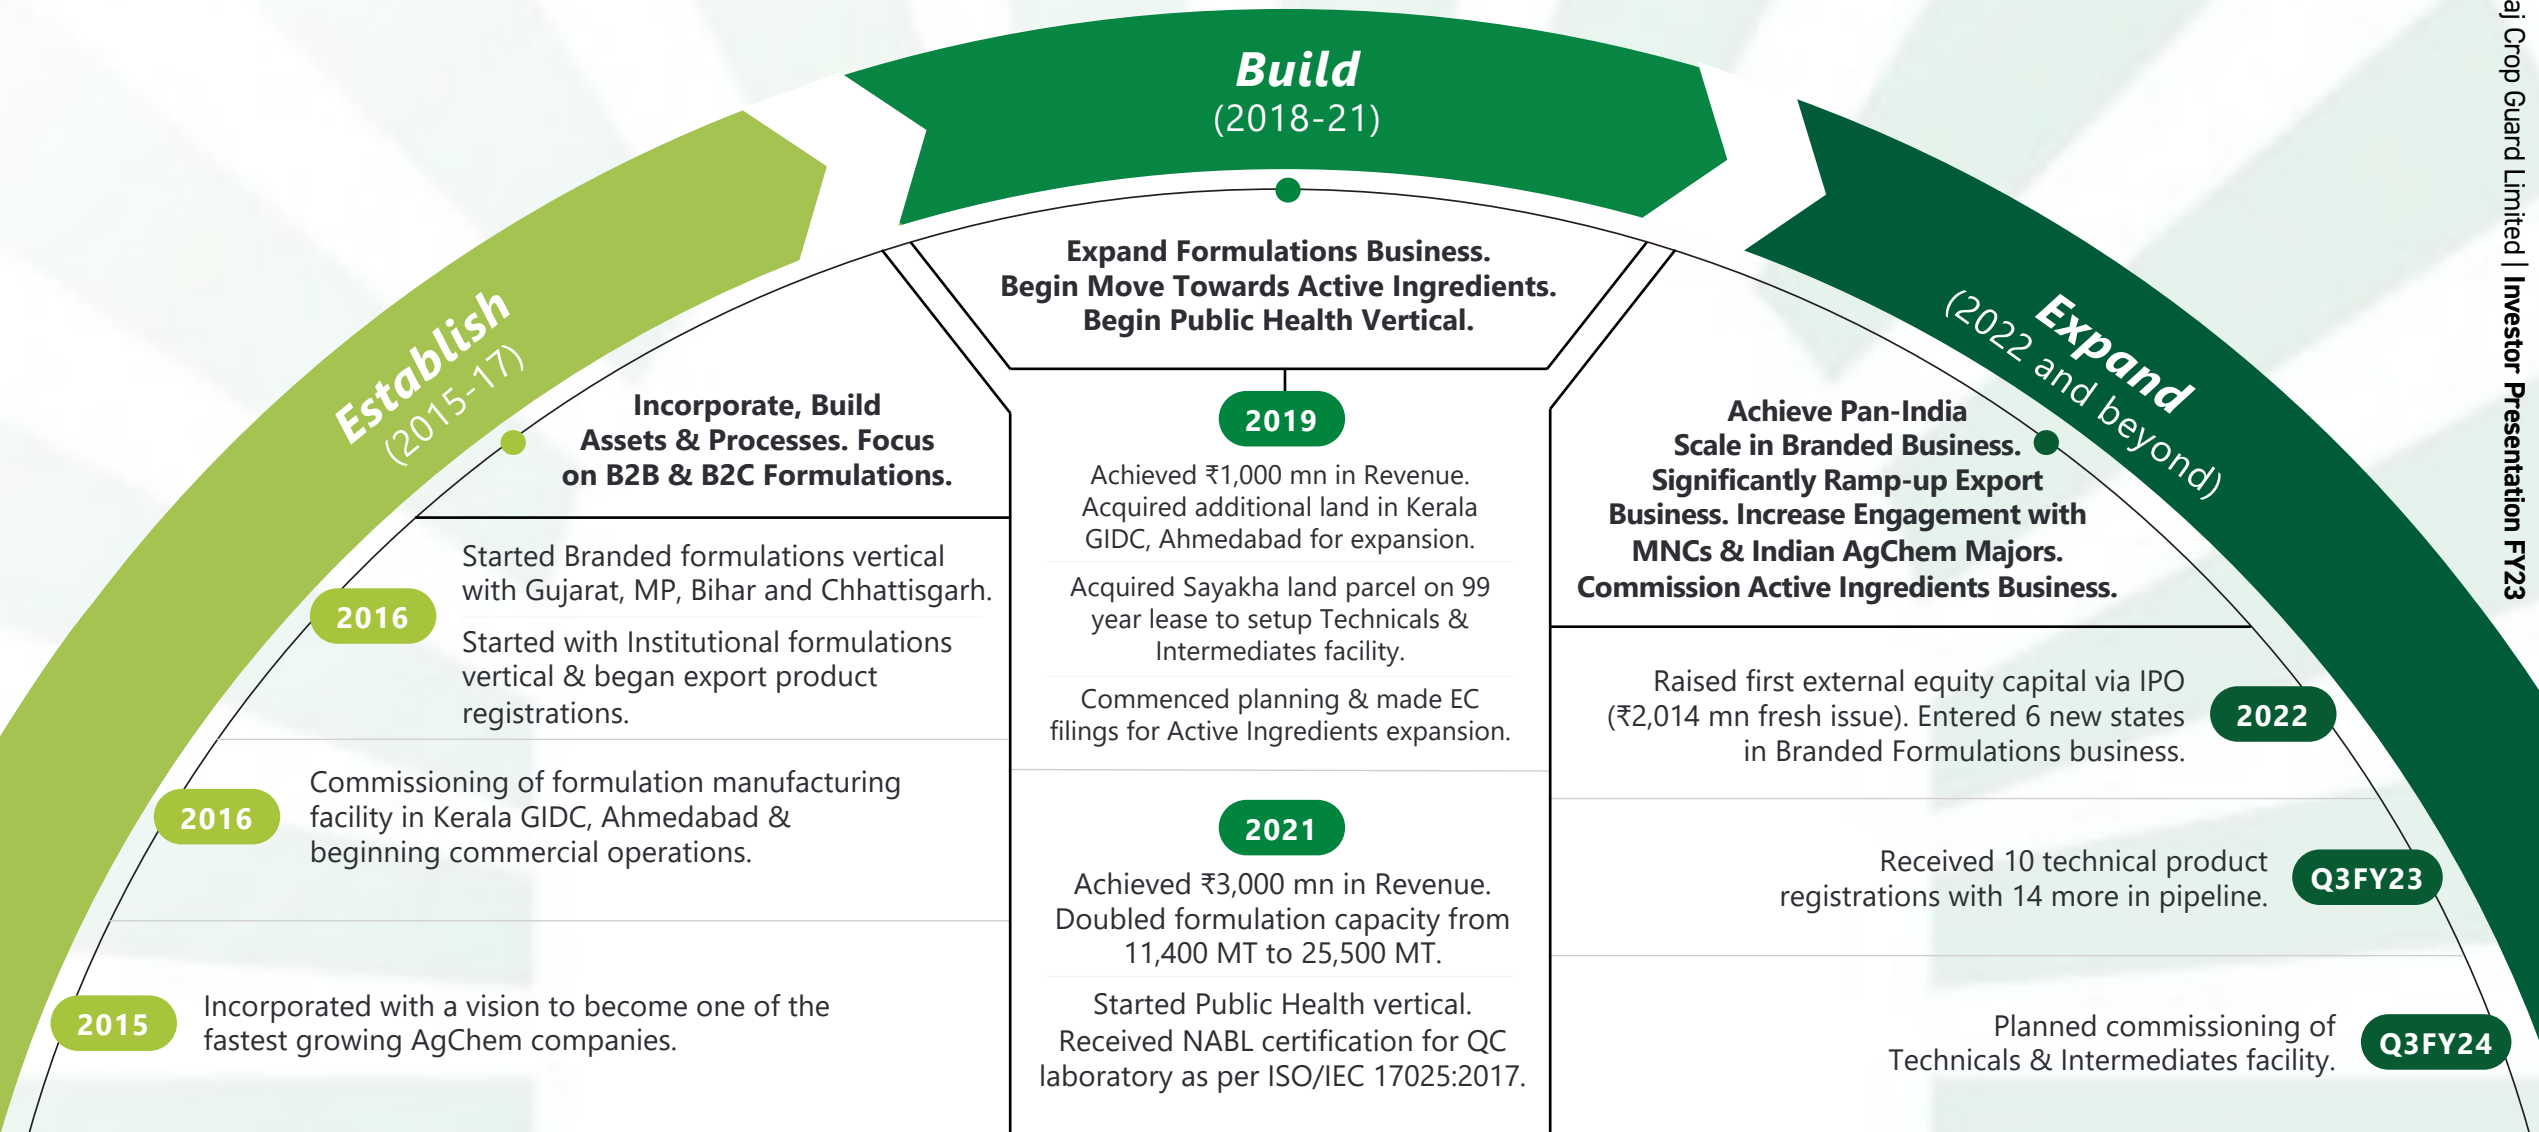 Establish
(2015-17)
Incorporate, Build
Assets & Processes. Focus
on B2B & B2C Formulations.
2016
Started Branded formulations vertical
with Gujarat, MP, Bihar and Chhattisgarh.
Started with Institutional formulations
vertical & began export product
registrations.
2016
Commissioning of formulation manufacturing
facility in Kerala GIDC, Ahmedabad &
beginning commercial operations.
2015
Incorporated with a vision to become one of the
fastest growing AgChem companies.
Build
(2018-21)
Expand Formulations Business.
Begin Move Towards Active Ingredients.
Begin Public Health Vertical.
2019
Achieved ₹1,000 mn in Revenue.
Acquired additional land in Kerala
GIDC, Ahmedabad for expansion.
Acquired Sayakha land parcel on 99
year lease to setup Technicals &
Intermediates facility.
Commenced planning & made EC
filings for Active Ingredients expansion.
2021
Achieved ₹3,000 mn in Revenue.
Doubled formulation capacity from
11,400 MT to 25,500 MT.
Started Public Health vertical.
Received NABL certification for QC
laboratory as per ISO/IEC 17025:2017.
Expand
(2022 and beyond)
Achieve Pan-India
Scale in Branded Business.
Significantly Ramp-up Export
Business. Increase Engagement with
MNCs & Indian AgChem Majors.
Commission Active Ingredients Business.
Raised first external equity capital via IPO
(₹2,014 mn fresh issue). Entered 6 new states
in Branded Formulations business.
2022
Received 10 technical product
registrations with 14 more in pipeline.
Q3FY23
Planned commissioning of
Technicals & Intermediates facility.
Q3FY24
Crop Guard Limited | Investor Presentation FY23